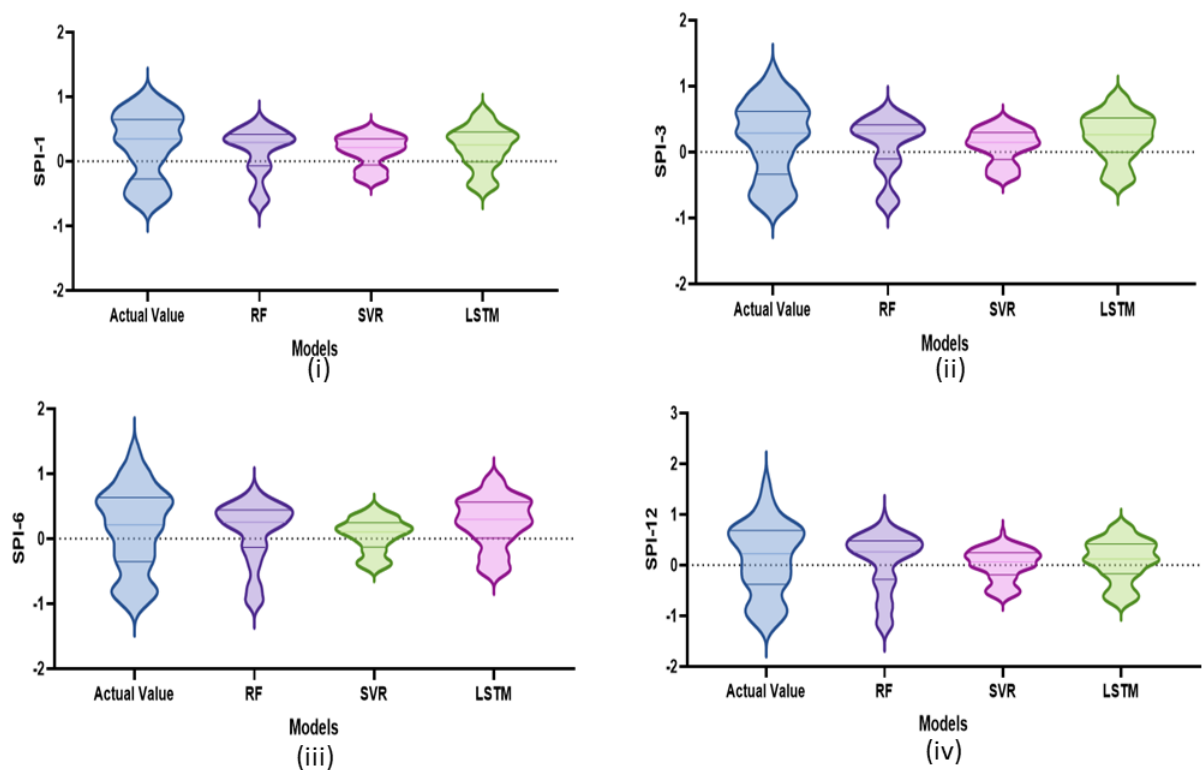 2
1
0
-1
-2
SPI-1
Actual Value RF SVR LSTM
Models
(i)
2
1
0
-1
-2
SPI-3
Actual Value RF SVR LSTM
Models
(ii)
2
1
0
-1
-2
SPI-6
Actual Value RF SVR LSTM
Models
(iii)
3
2
1
0
-1
-2
SPI-12
Actual Value RF SVR LSTM
Models
(iv)